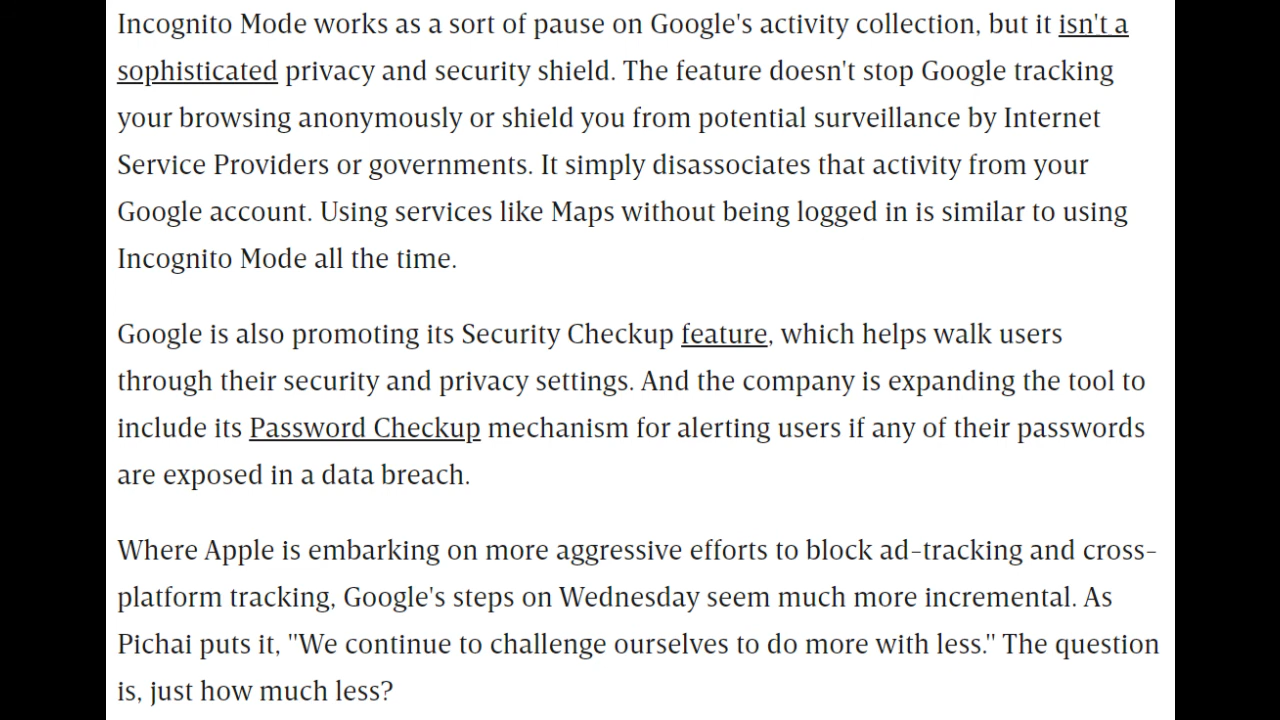 Incognito Mode works as a sort of pause on Google's activity collection, but it isn't a
sophisticated privacy and security shield. The feature doesn't stop Google tracking
your browsing anonymously or shield you from potential surveillance by Internet
Service Providers or governments. It simply disassociates that activity from your
Google account. Using services like Maps without being logged in is similar to using
Incognito Mode all the time.
Google is also promoting its Security Checkup feature, which helps walk users
through their security and privacy settings. And the company is expanding the tool to
include its Password Checkup mechanism for alerting users if any of their passwords
are exposed in a data breach.
Where Apple is embarking on more aggressive efforts to block ad-tracking and cross-
platform tracking, Google's steps on Wednesday seem much more incremental. As
Pichai puts it, "We continue to challenge ourselves to do more with less." The question
is, just how much less?